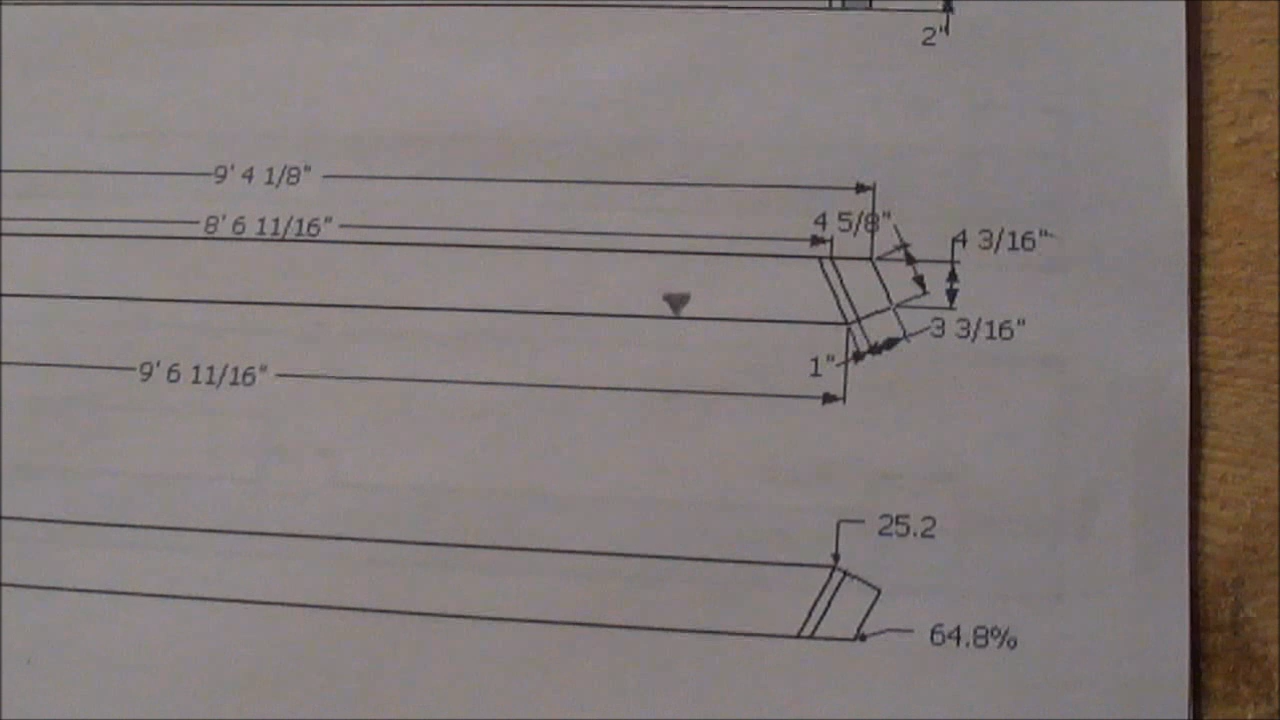 2"
9' 4 1/8"
8' 6 11/16"
4 5/8"
4 3/16"
3 3/16"
1"
9' 6 11/16"
25.2
64.8%